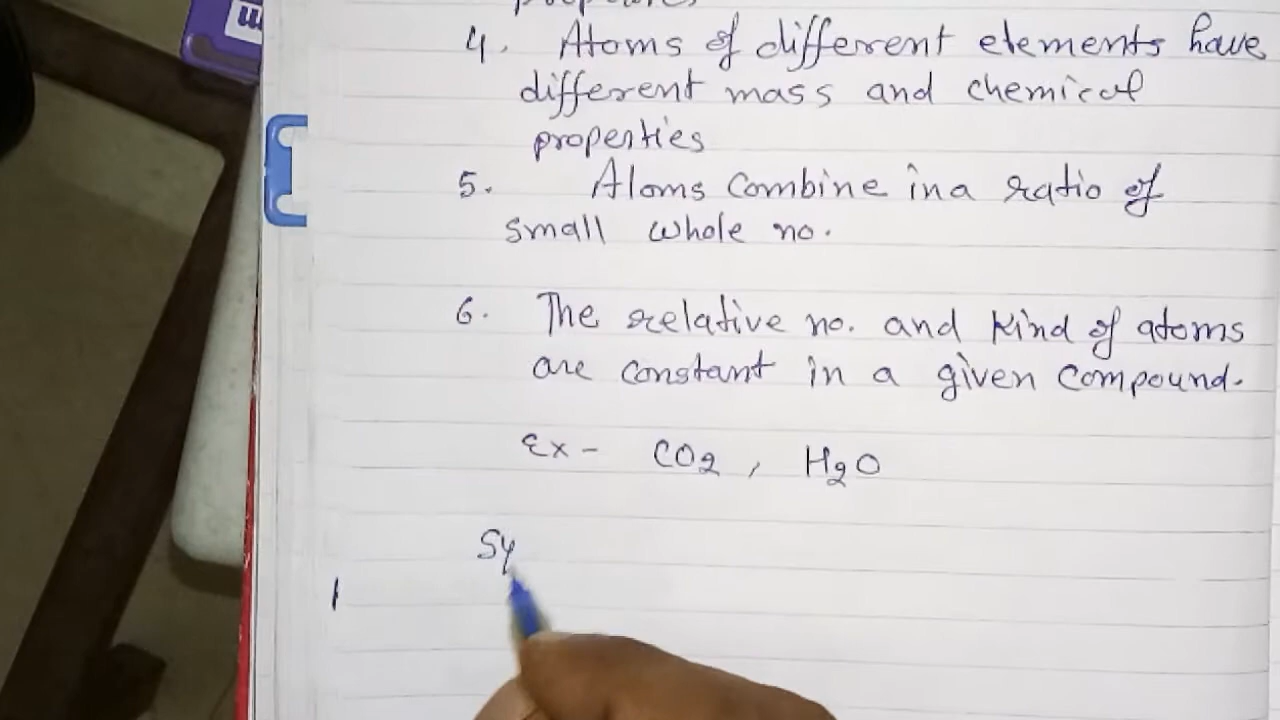 4. Atoms of different elements have
different mass and chemical
properties
5. Atoms combine in a ratio of
small whole no.
6. The relative no. and kind of atoms
are constant in a given compound.
Ex- CO2 , H2O
Sy